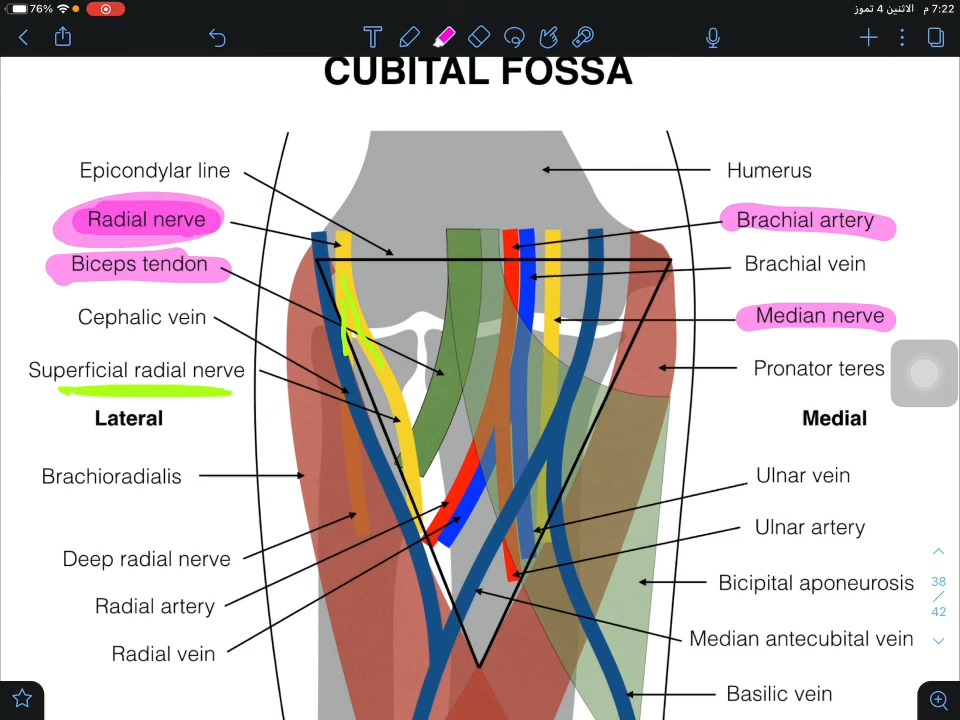 76%
الاثنين 4 تموز
7:22 م
T
CUBITAL FOSSA
Epicondylar line
Radial nerve
Biceps tendon
Cephalic vein
Superficial radial nerve
Lateral
Brachioradialis
Deep radial nerve
Radial artery
Radial vein
Humerus
Brachial artery
Brachial vein
Median nerve
Pronator teres
Medial
Ulnar vein
Ulnar artery
Bicipital aponeurosis
Median antecubital vein
Basilic vein
38
/
42